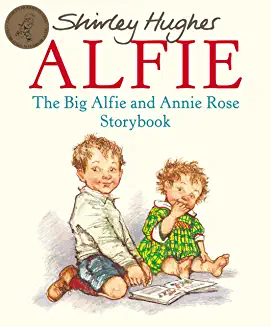 Shirley Hughes
ALFIE
The Big Alfie and Annie Rose
Storybook